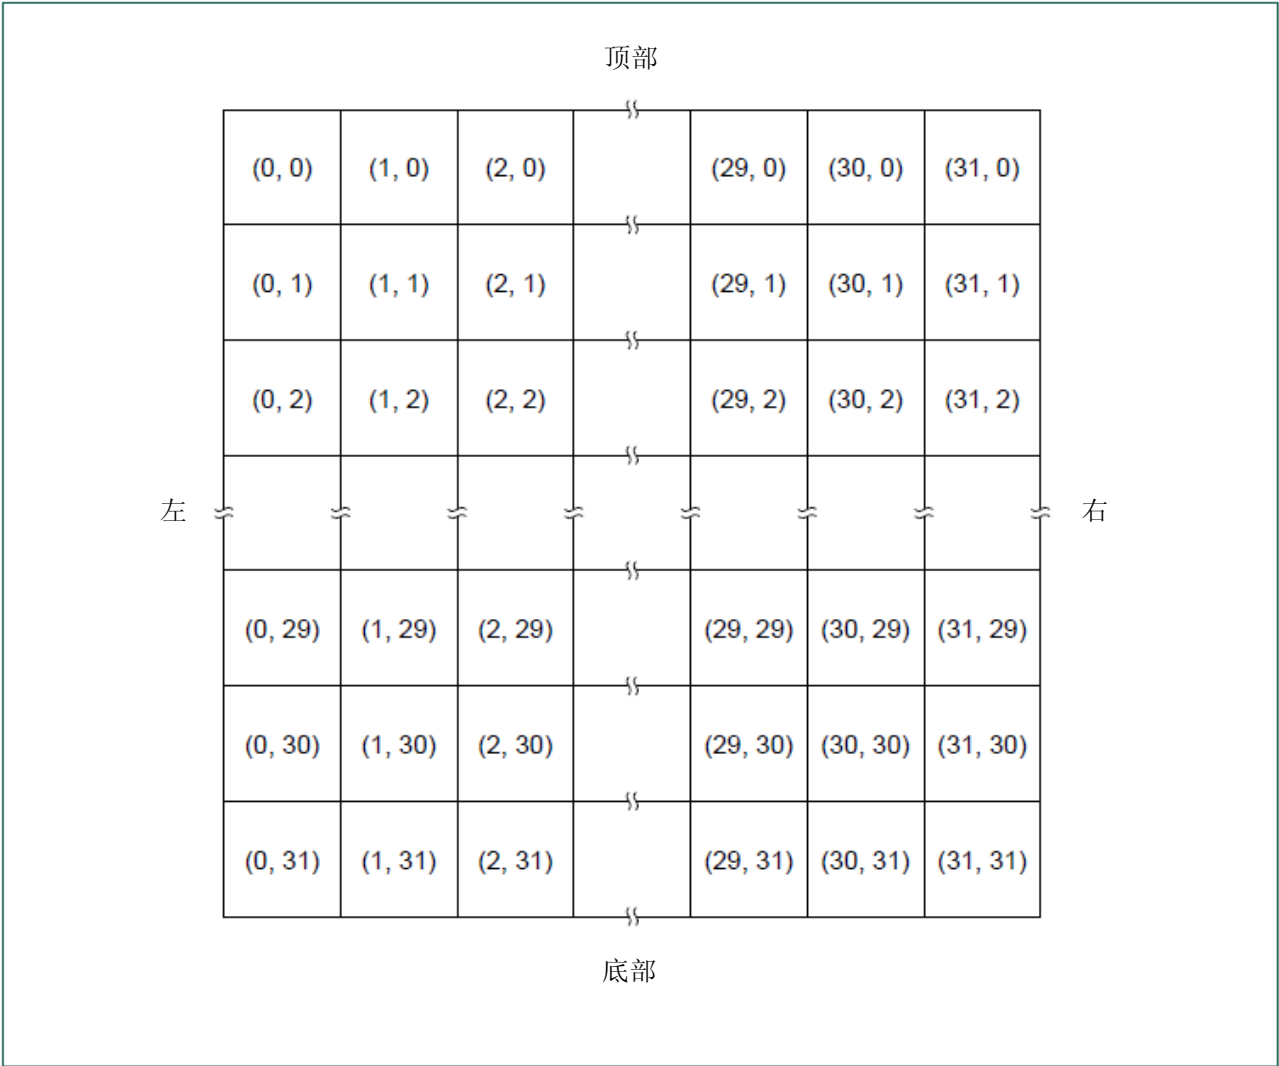 顶部
(0, 0) (1, 0) (2, 0) (29, 0) (30, 0) (31, 0)
(0, 1) (1, 1) (2, 1) (29, 1) (30, 1) (31, 1)
(0, 2) (1, 2) (2, 2) (29, 2) (30, 2) (31, 2)
左 右
(0, 29) (1, 29) (2, 29) (29, 29) (30, 29) (31, 29)
(0, 30) (1, 30) (2, 30) (29, 30) (30, 30) (31, 30)
(0, 31) (1, 31) (2, 31) (29, 31) (30, 31) (31, 31)
底部